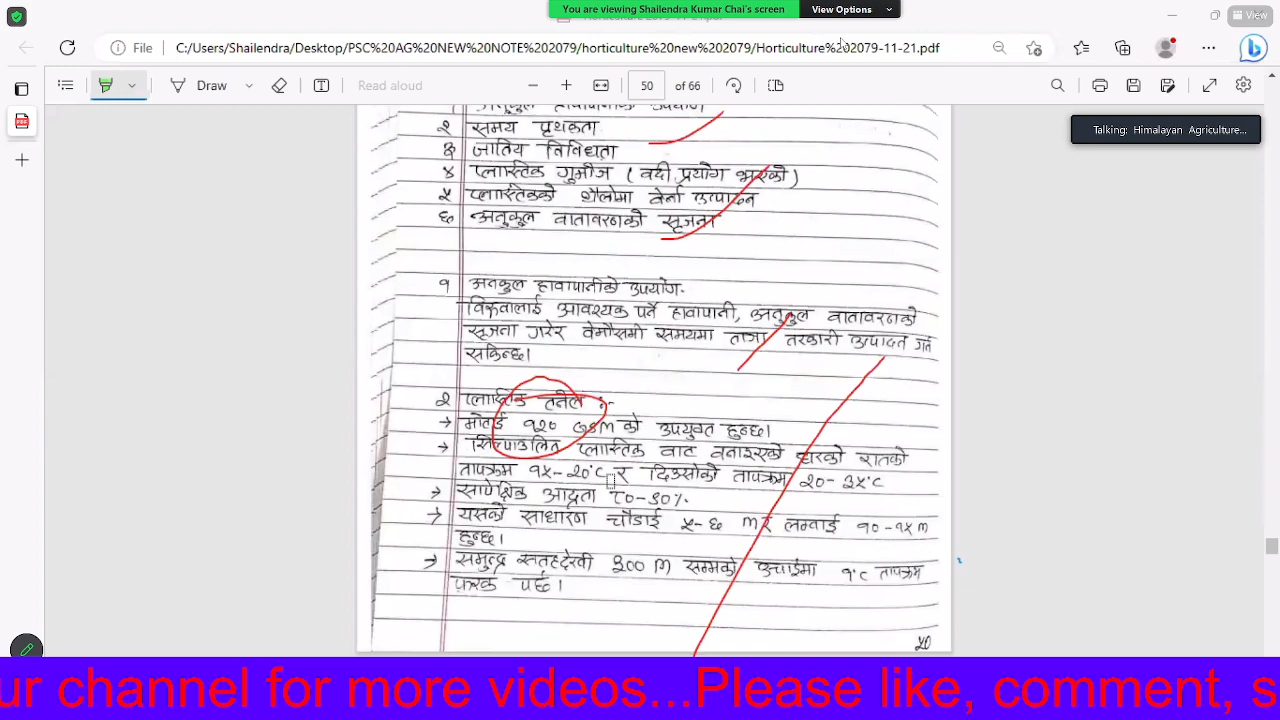 You are viewing Shailendra Kumar Chai's screen
View Options
View
File
C:/Users/Shailendra/Desktop/PSC%20AG%20NEW%20NOTE%202079/horticulture%20new%202079/Horticulture%202079-11-21.pdf
Draw
Read aloud
50 of 66
Talking: Himalayan Agriculture...
२ समय पृथकता
३ जातिय विविधता
४ प्लास्टिक गुमोज (वढी प्रयोग भएको)
५ प्लास्टिकको थैलोमा वेर्ना उत्पादन
६ अनुकुल वातावरणको सृजना
१ अनकुल हावापानीको उपयोग
विरुवालाई आवश्यक पर्ने हावापानी, अनुकुल वातावरणको
सृजना गरेर वेमौसमी समयमा ताजा तरकारी उत्पादन गर्न
सकिन्छ।
२ प्लास्टिक टनेल :-
→ मोटाई १२० GSM को उपयुक्त हुन्छ।
→ सिल्पाउलिन प्लास्टिक वाट वनाइएको घरको रातको
तापक्रम १५-२०°C र दिउसोको तापक्रम २०-३५°C
→ सापेक्षिक आद्रता ८०-९०%.
→ यसको साधारण चौडाई ५-६ m र लम्वाई १०-१५ m
हुन्छ।
→ समुन्द्र सतहदेखी ३०० m सम्मको उचाईमा १°C तापक्रम
फरक पर्छ।
५०
ur channel for more videos...Please like, comment, s